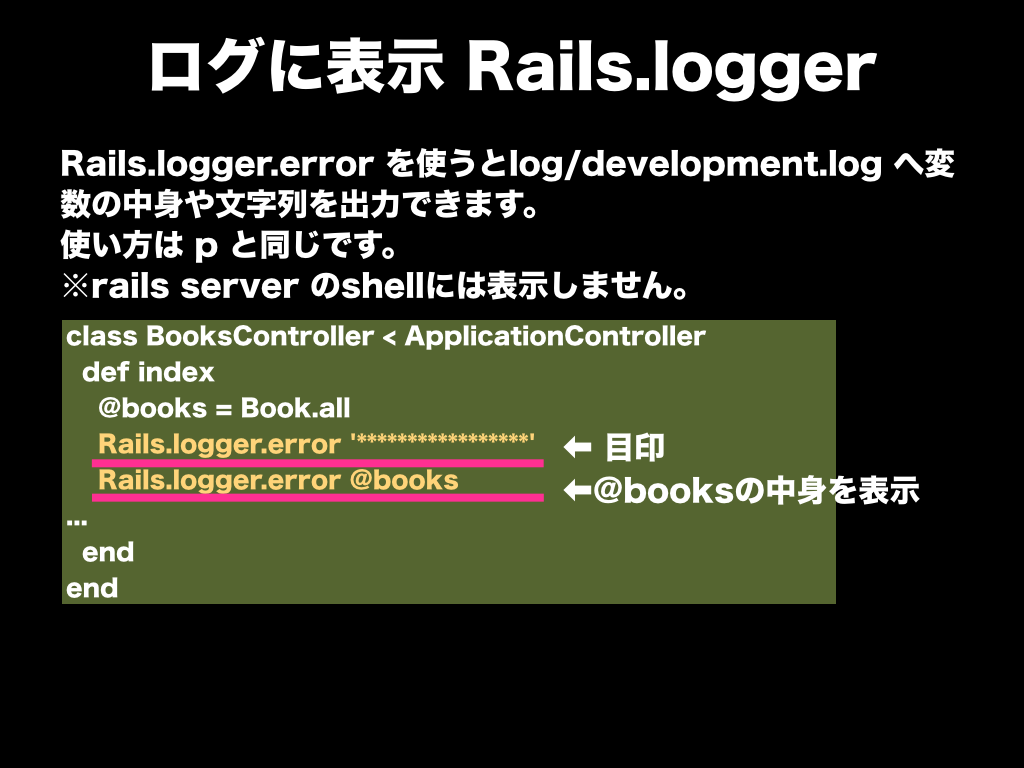 ログに表示 Rails.logger
Rails.logger.error を使うとlog/development.log へ変
数の中身や文字列を出力できます。
使い方は p と同じです。
※rails server のshellには表示しません。
class BooksController < ApplicationController
def index
@books = Book.all
Rails.logger.error '*****************' ⬅ 目印
Rails.logger.error @books ⬅@booksの中身を表示
...
end
end